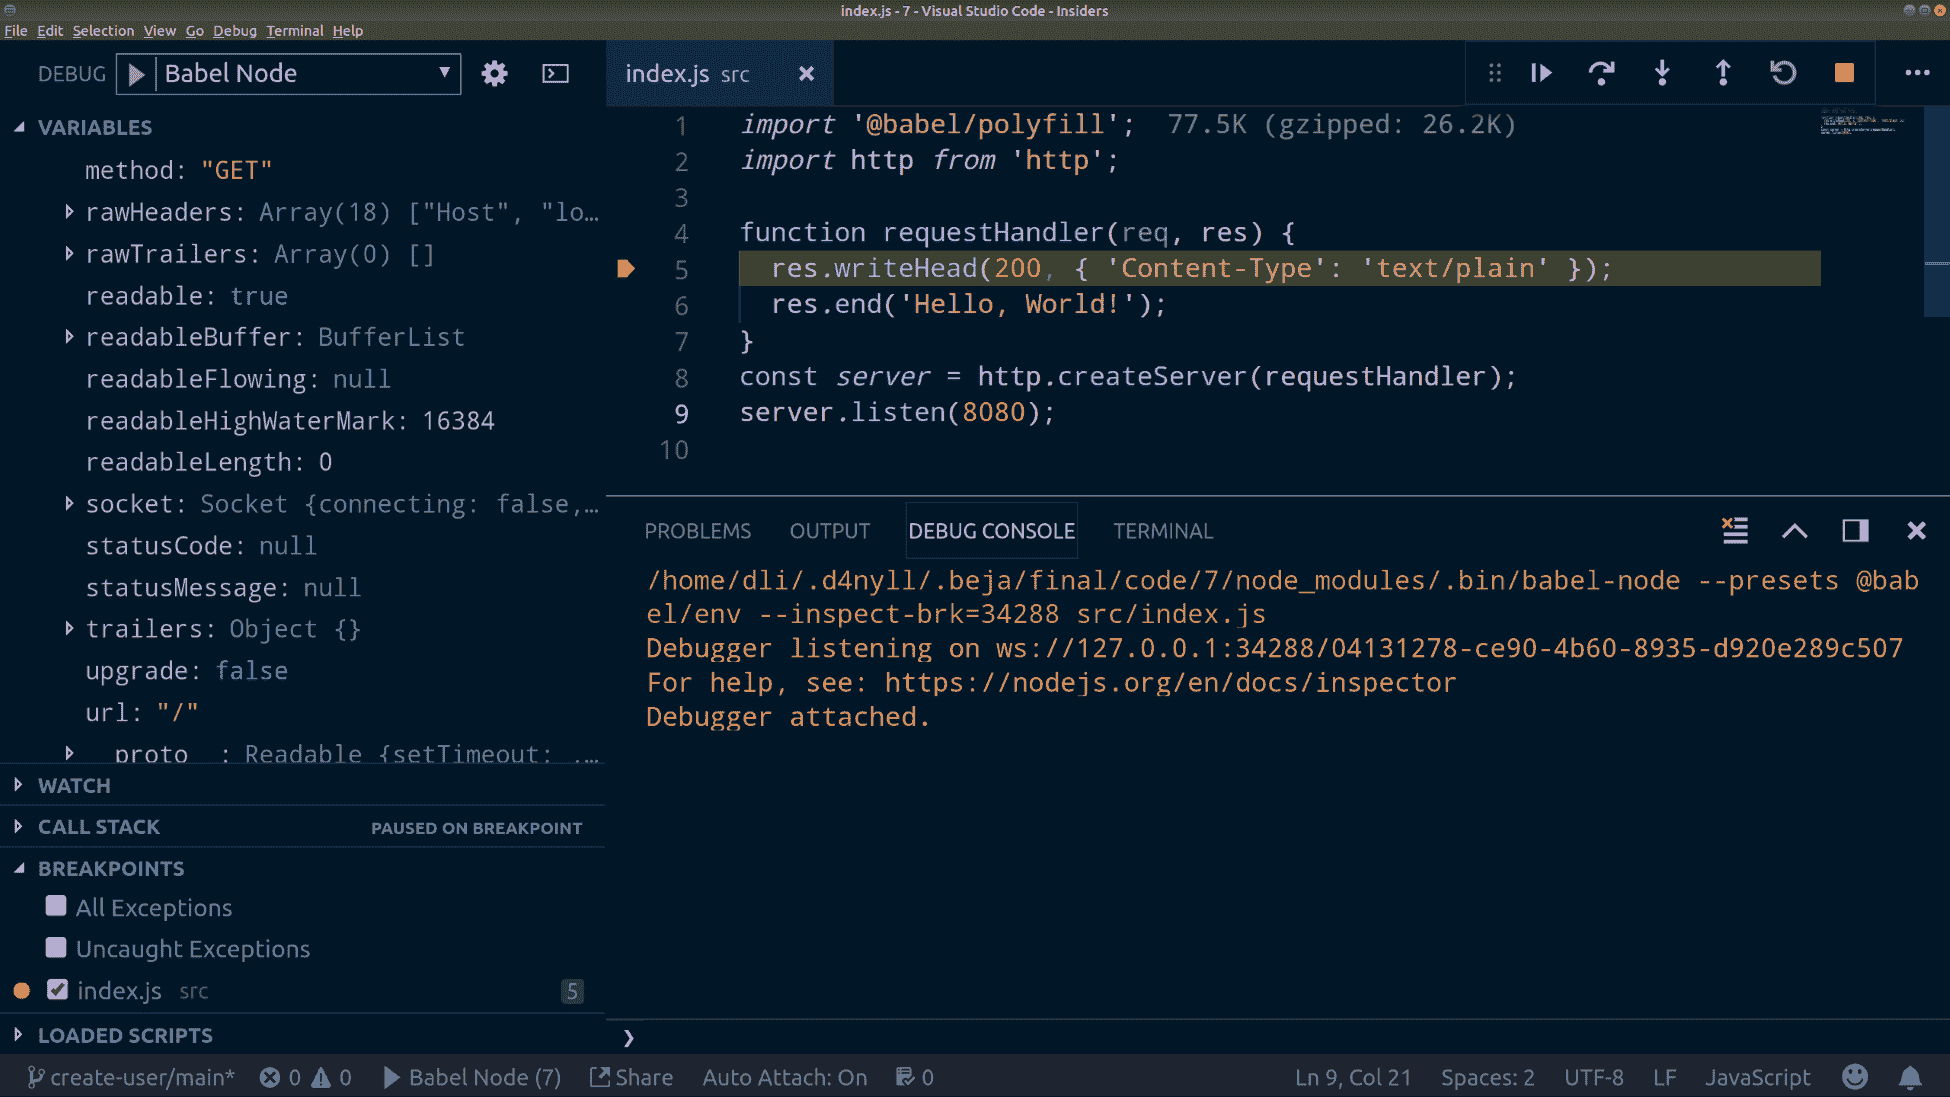 index.js - 7 - Visual Studio Code - Insiders
File Edit Selection View Go Debug Terminal Help
DEBUG Babel Node
VARIABLES
method: "GET"
rawHeaders: Array(18) ["Host", "lo…
rawTrailers: Array(0) []
readable: true
readableBuffer: BufferList
readableFlowing: null
readableHighWaterMark: 16384
readableLength: 0
socket: Socket {connecting: false,…
statusCode: null
statusMessage: null
trailers: Object {}
upgrade: false
url: "/"
__proto__: Readable {setTimeout: ,…
WATCH
CALL STACK PAUSED ON BREAKPOINT
BREAKPOINTS
All Exceptions
Uncaught Exceptions
index.js src 5
LOADED SCRIPTS
index.js src
1 import '@babel/polyfill'; 77.5K (gzipped: 26.2K)
2 import http from 'http';
3
4 function requestHandler(req, res) {
5 res.writeHead(200, { 'Content-Type': 'text/plain' });
6 res.end('Hello, World!');
7 }
8 const server = http.createServer(requestHandler);
9 server.listen(8080);
10
PROBLEMS OUTPUT DEBUG CONSOLE TERMINAL
/home/dli/.d4nyll/.beja/final/code/7/node_modules/.bin/babel-node --presets @bab
el/env --inspect-brk=34288 src/index.js
Debugger listening on ws://127.0.0.1:34288/04131278-ce90-4b60-8935-d920e289c507
For help, see: https://nodejs.org/en/docs/inspector
Debugger attached.
create-user/main* 0 0 Babel Node (7) Share Auto Attach: On 0 Ln 9, Col 21 Spaces: 2 UTF-8 LF JavaScript